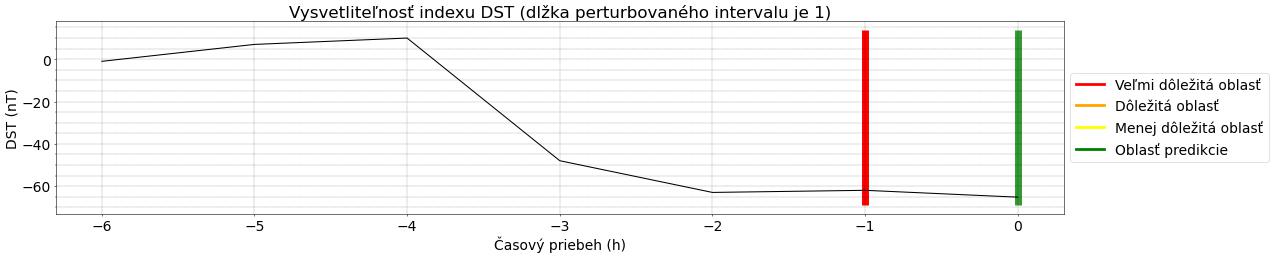 Vysvetliteľnosť indexu DST (dlžka perturbovaného intervalu je 1)
DST (nT)
0
−20
−40
−60
−6
−5
−4
−3
−2
−1
0
Časový priebeh (h)
Veľmi dôležitá oblasť
Dôležitá oblasť
Menej dôležitá oblasť
Oblasť predikcie